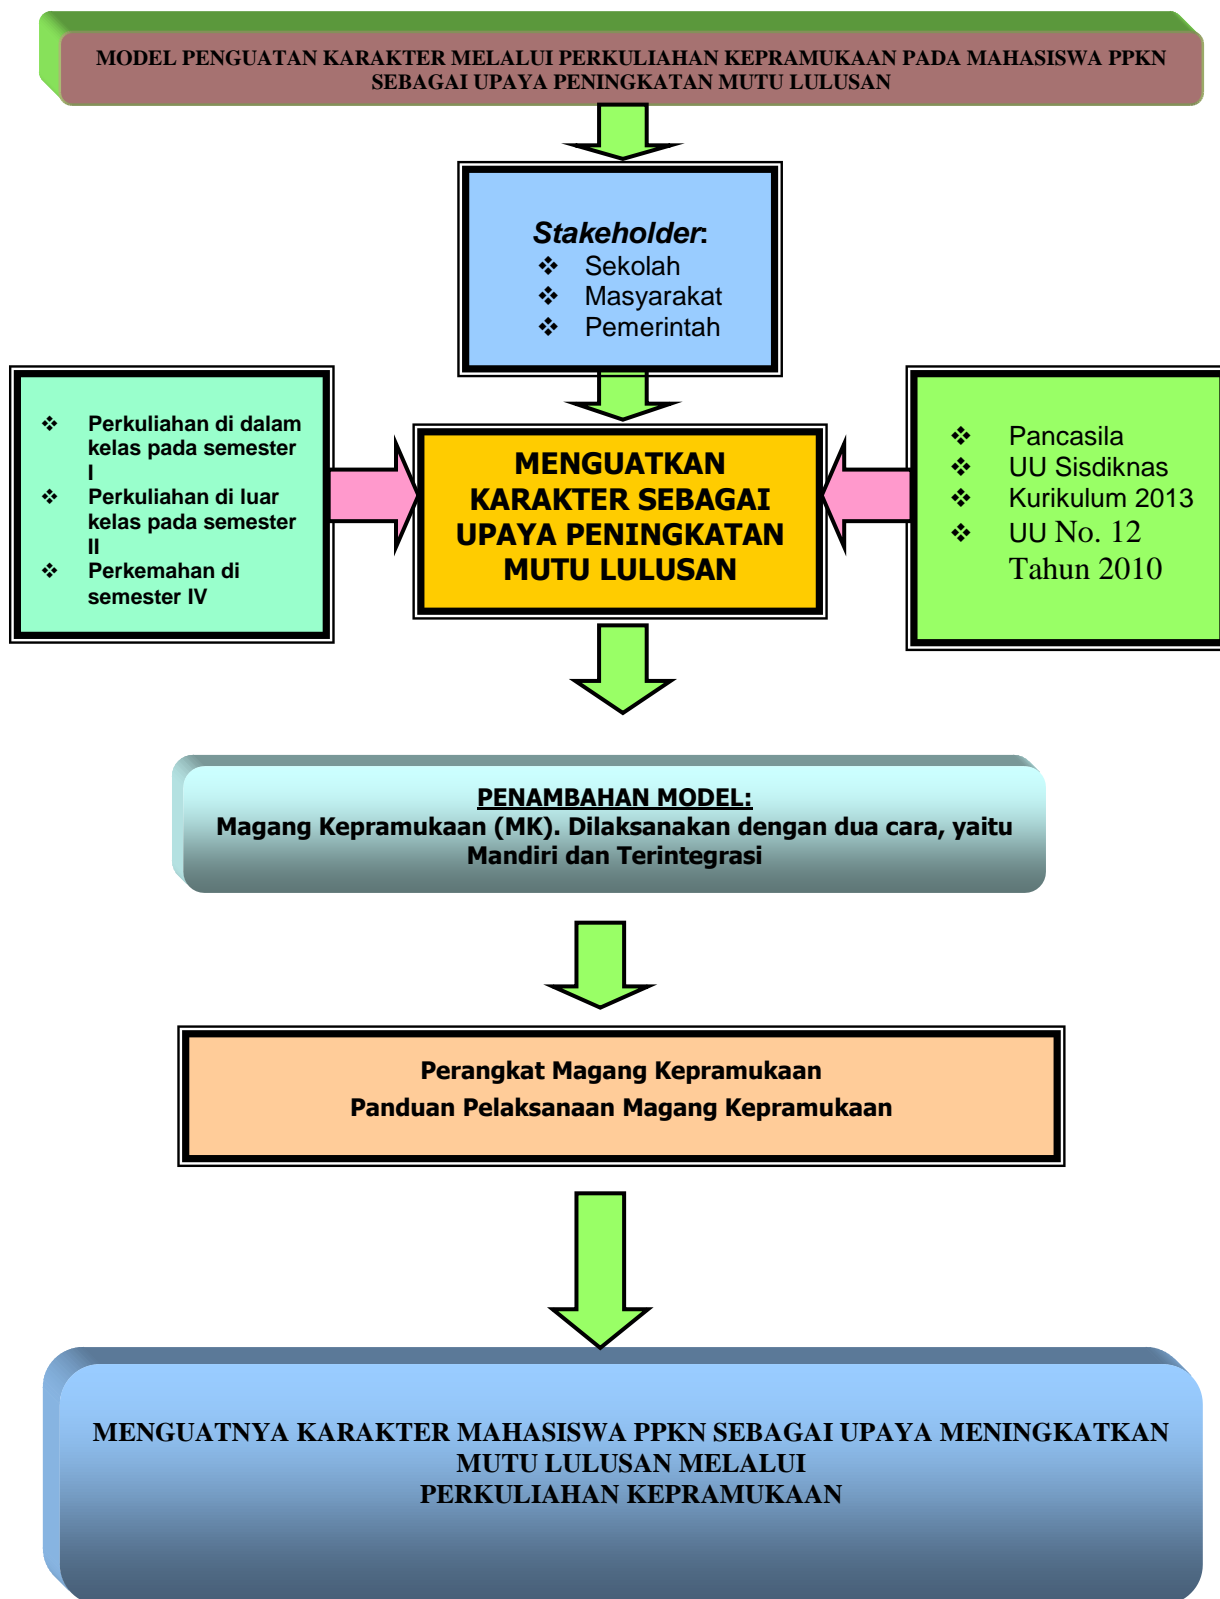 MODEL PENGUATAN KARAKTER MELALUI PERKULIAHAN KEPRAMUKAAN PADA MAHASISWA PPKN
SEBAGAI UPAYA PENINGKATAN MUTU LULUSAN
Stakeholder:
❖ Sekolah
❖ Masyarakat
❖ Pemerintah
❖ Perkuliahan di dalam
kelas pada semester
I
❖ Perkuliahan di luar
kelas pada semester
II
❖ Perkemahan di
semester IV
MENGUATKAN
KARAKTER SEBAGAI
UPAYA PENINGKATAN
MUTU LULUSAN
❖ Pancasila
❖ UU Sisdiknas
❖ Kurikulum 2013
❖ UU No. 12
Tahun 2010
PENAMBAHAN MODEL:
Magang Kepramukaan (MK). Dilaksanakan dengan dua cara, yaitu
Mandiri dan Terintegrasi
Perangkat Magang Kepramukaan
Panduan Pelaksanaan Magang Kepramukaan
MENGUATNYA KARAKTER MAHASISWA PPKN SEBAGAI UPAYA MENINGKATKAN
MUTU LULUSAN MELALUI
PERKULIAHAN KEPRAMUKAAN